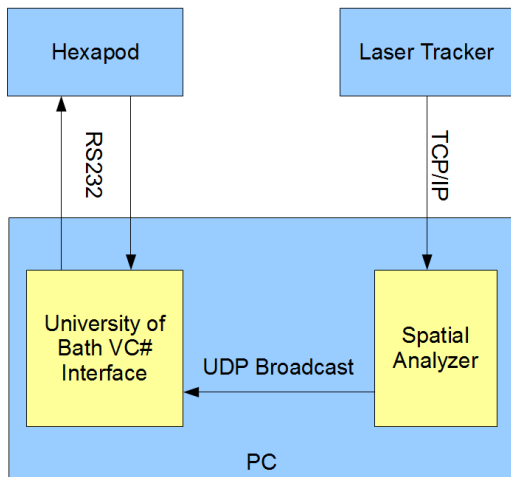 Hexapod
Laser Tracker
RS232
TCP/IP
University of
Bath VC#
Interface
UDP Broadcast
Spatial
Analyzer
PC